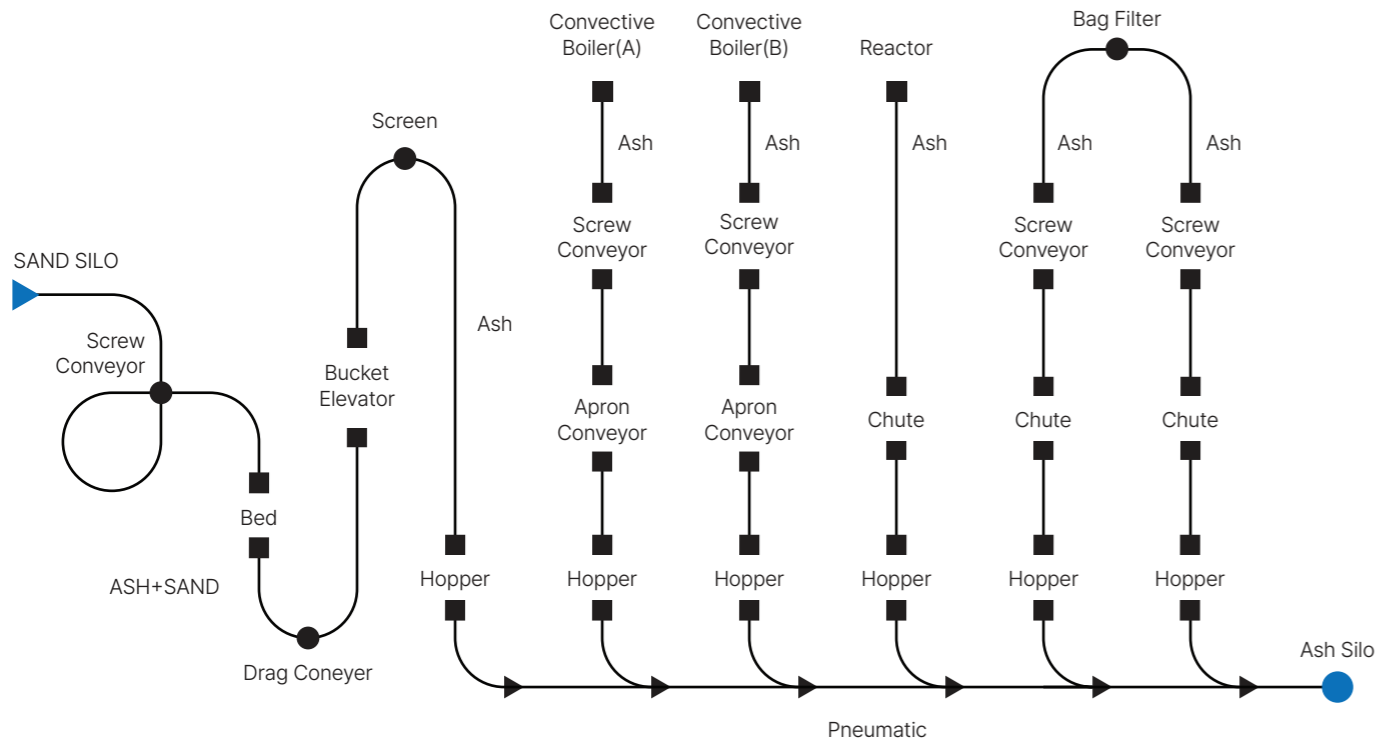 Convective
Boiler(A)
Convective
Boiler(B)
Reactor
Bag Filter
Screen
Ash
Ash
Ash
Ash
Ash
Screw
Conveyor
Screw
Conveyor
Screw
Conveyor
Screw
Conveyor
SAND SILO
Screw
Conveyor
Ash
Bucket
Elevator
Apron
Conveyor
Apron
Conveyor
Chute
Chute
Chute
Bed
ASH+SAND
Hopper
Hopper
Hopper
Hopper
Hopper
Hopper
Drag Coneyer
Ash Silo
Pneumatic